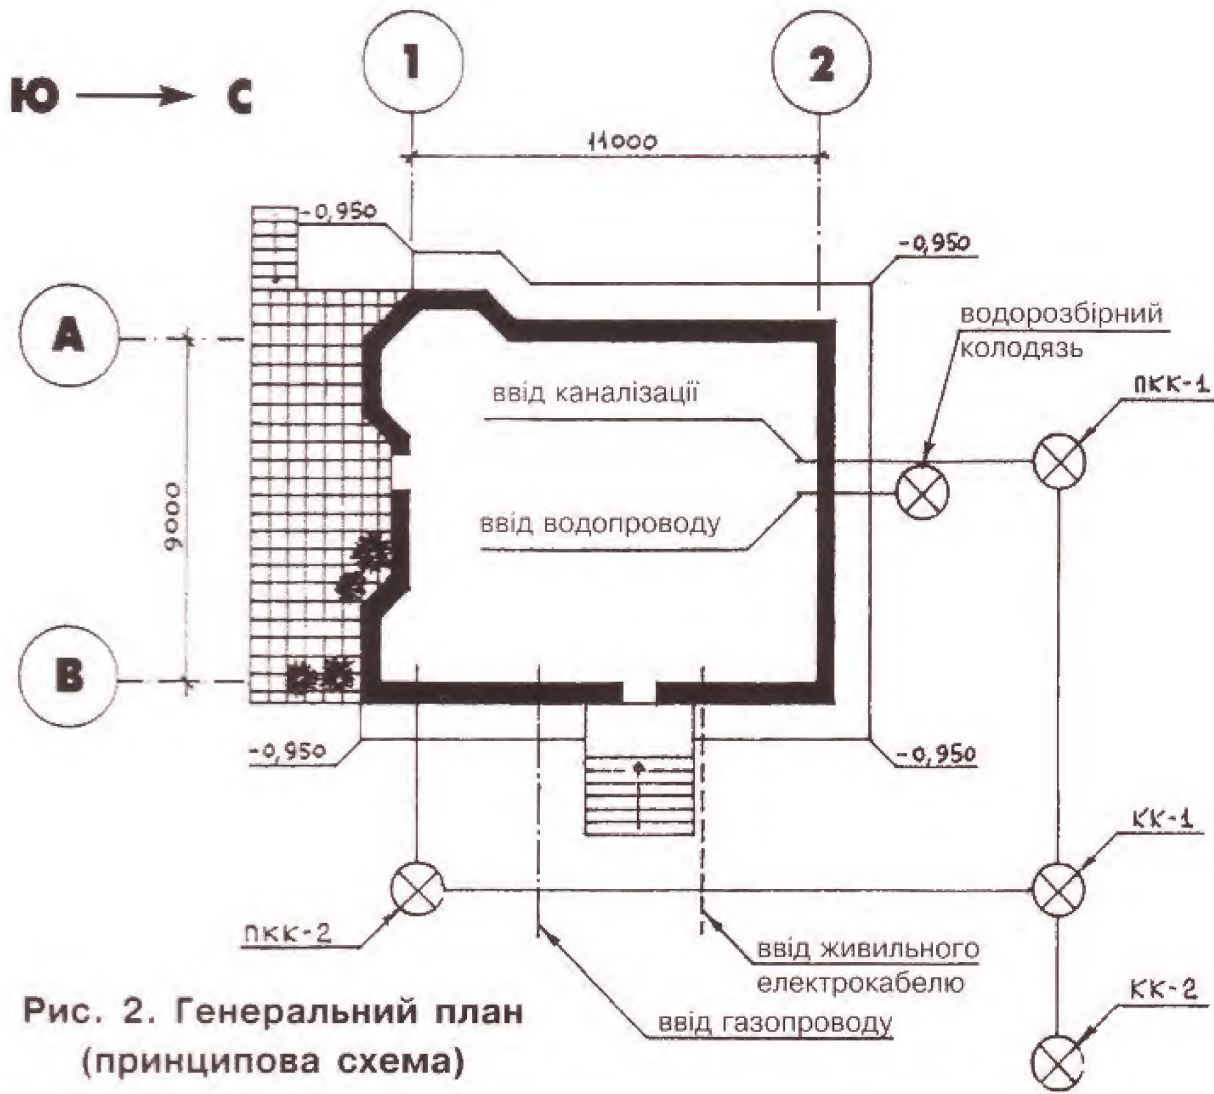 1
2
Ю → С
11000
-0,950
-0,950
А
водорозбірний
колодязь
ПКК-1
ввід каналізації
9000
ввід водопроводу
В
-0,950
-0,950
КК-1
ПКК-2
ввід живильного
електрокабелю
КК-2
ввід газопроводу
Рис. 2. Генеральний план
(принципова схема)